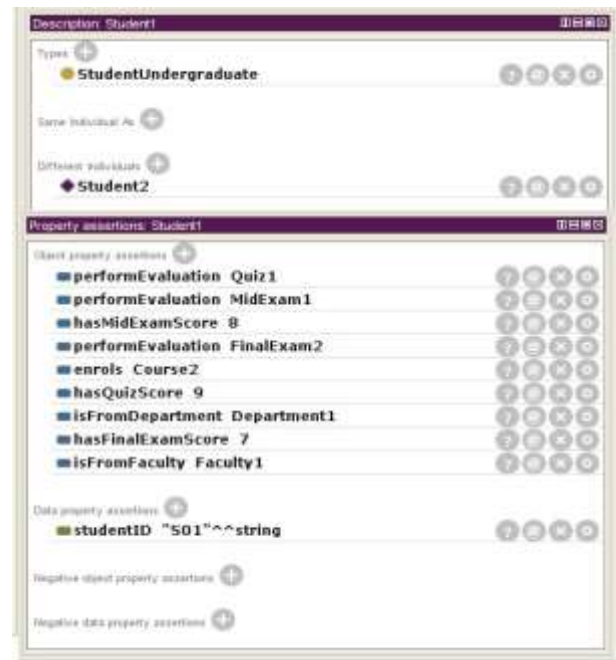 Description: Student1
Types
StudentUndergraduate
Same Individual As
Different Individuals
Student2
Property assertions: Student1
Object property assertions
performEvaluation Quiz1
performEvaluation MidExam1
hasMidExamScore 8
performEvaluation FinalExam2
enrols Course2
hasQuizScore 9
isFromDepartment Department1
hasFinalExamScore 7
isFromFaculty Faculty1
Data property assertions
studentID "S01"^^string
Negative object property assertions
Negative data property assertions